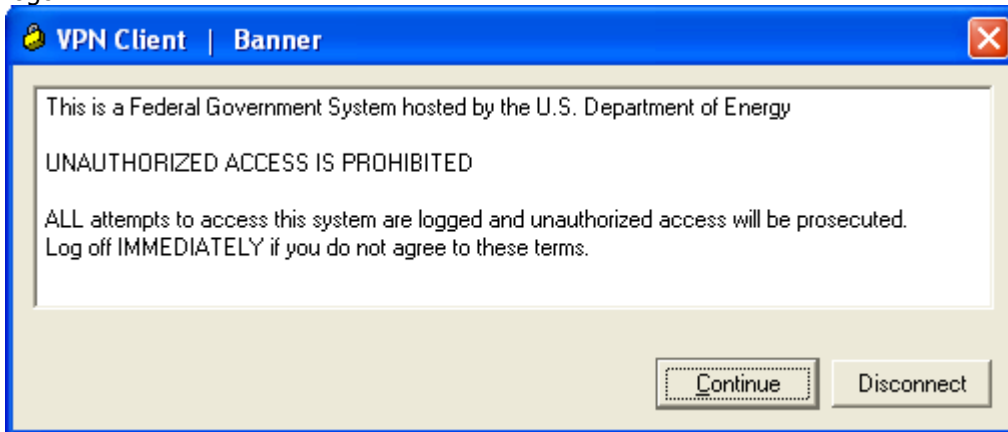 VPN Client | Banner
This is a Federal Government System hosted by the U.S. Department of Energy
UNAUTHORIZED ACCESS IS PROHIBITED
ALL attempts to access this system are logged and unauthorized access will be prosecuted.
Log off IMMEDIATELY if you do not agree to these terms.
Continue Disconnect